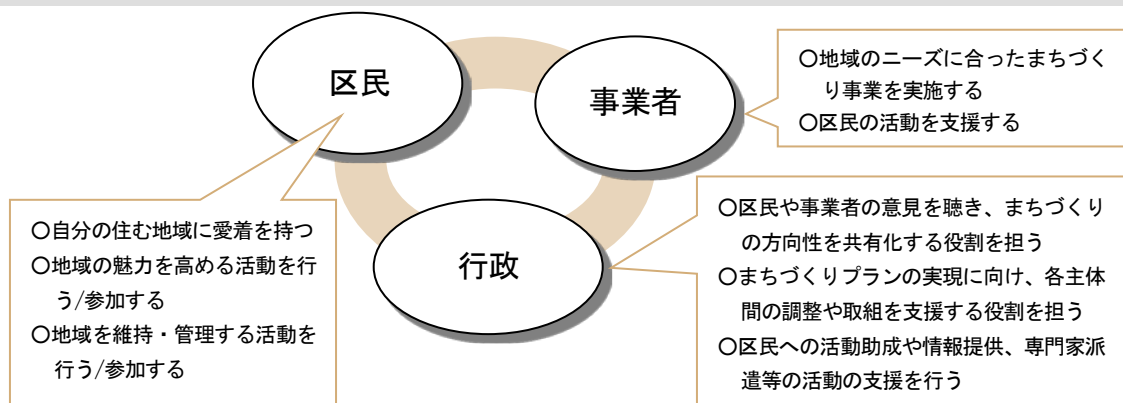 区民
事業者
行政
〇地域のニーズに合ったまちづく
り事業を実施する
〇区民の活動を支援する
〇自分の住む地域に愛着を持つ
〇地域の魅力を高める活動を行
う/参加する
〇地域を維持・管理する活動を
行う/参加する
〇区民や事業者の意見を聴き、まちづくり
の方向性を共有化する役割を担う
〇まちづくりプランの実現に向け、各主体
間の調整や取組を支援する役割を担う
〇区民への活動助成や情報提供、専門家派
遣等の活動の支援を行う